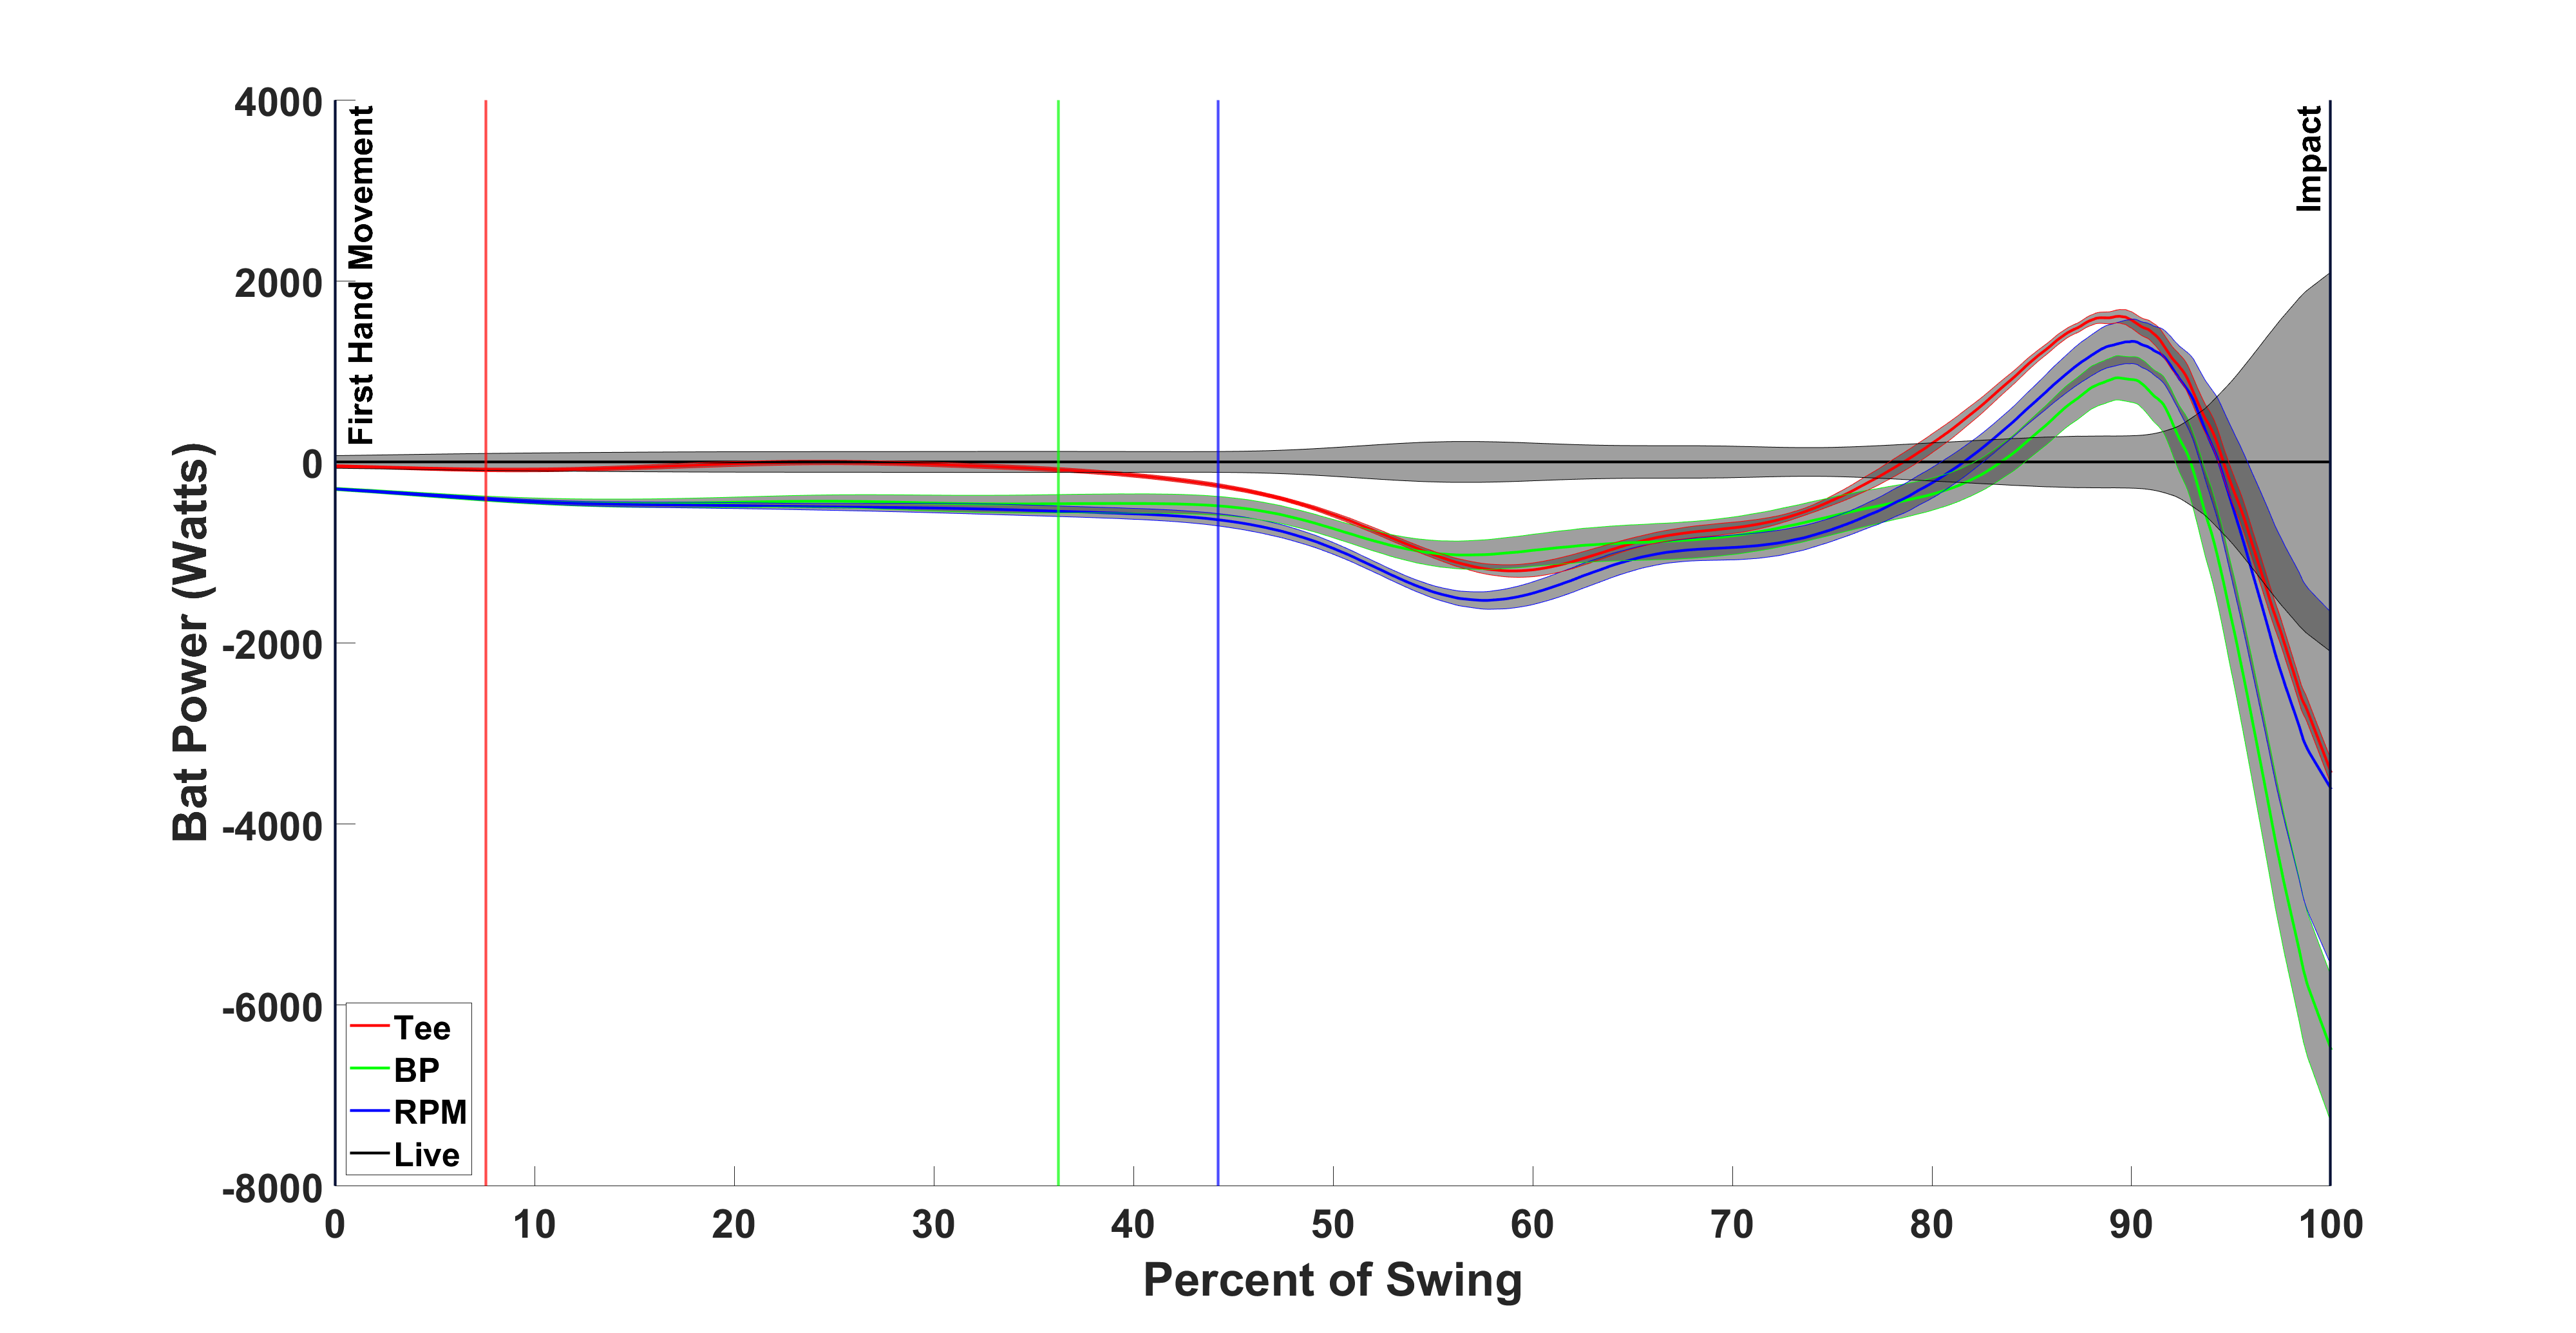 4000
2000
0
-2000
-4000
-6000
-8000
Bat Power (Watts)
First Hand Movement
Impact
Tee
BP
RPM
Live
0 10 20 30 40 50 60 70 80 90 100
Percent of Swing